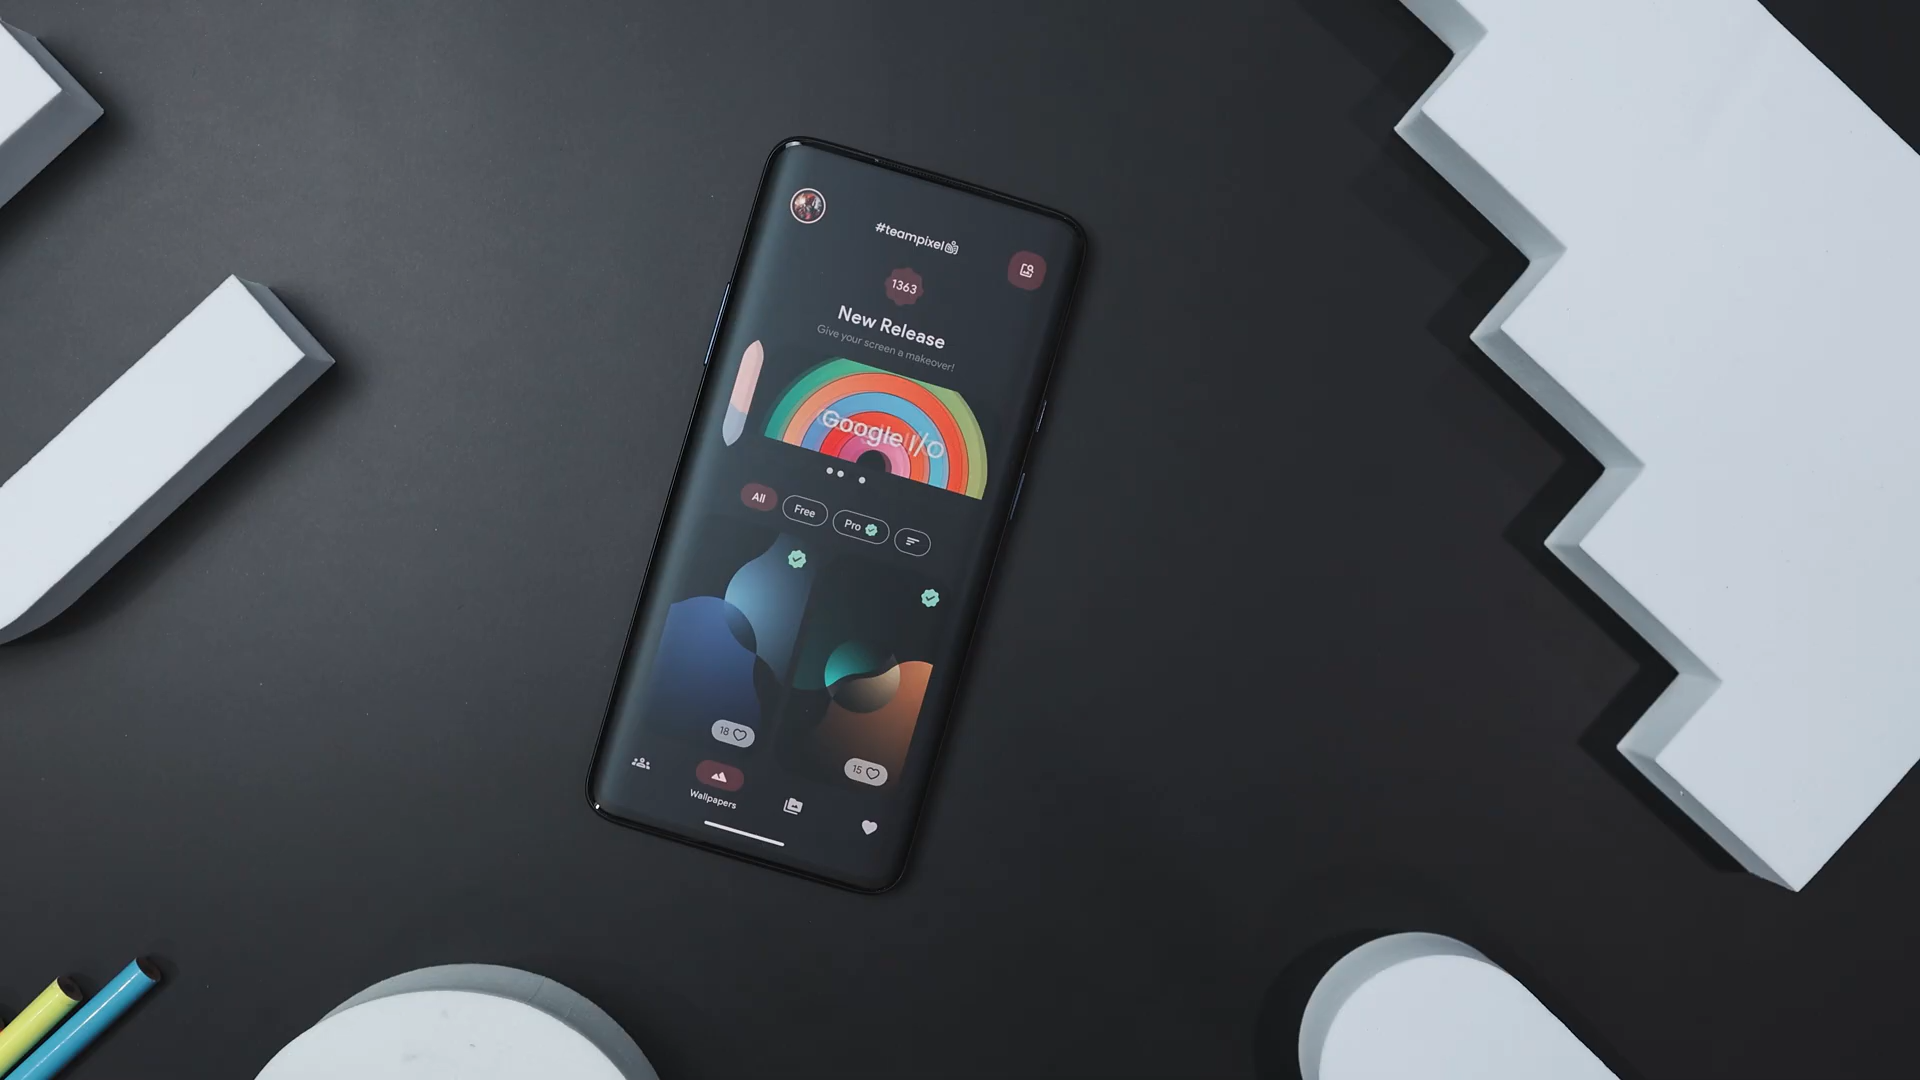 #teampixel
1363
New Release
Give your screen a makeover!
Google I/O
All
Free
Pro
18
15
Wallpapers